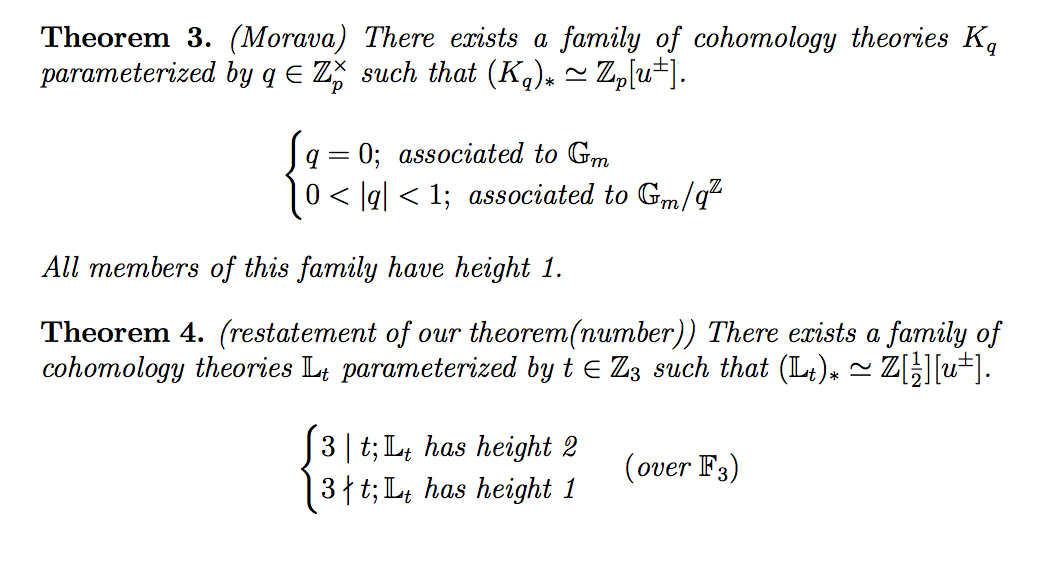 Theorem 3. (Morava) There exists a family of cohomology theories K_q
parameterized by q ∈ ℤ_p^× such that (K_q)_* ≃ ℤ_p[u^±].
{ q = 0; associated to 𝔾_m
0 < |q| < 1; associated to 𝔾_m/q^ℤ
All members of this family have height 1.
Theorem 4. (restatement of our theorem(number)) There exists a family of
cohomology theories 𝕃_t parameterized by t ∈ ℤ_3 such that (𝕃_t)_* ≃ ℤ[1/2][u^±].
{ 3 | t; 𝕃_t has height 2
3 ∤ t; 𝕃_t has height 1
(over 𝔽_3)